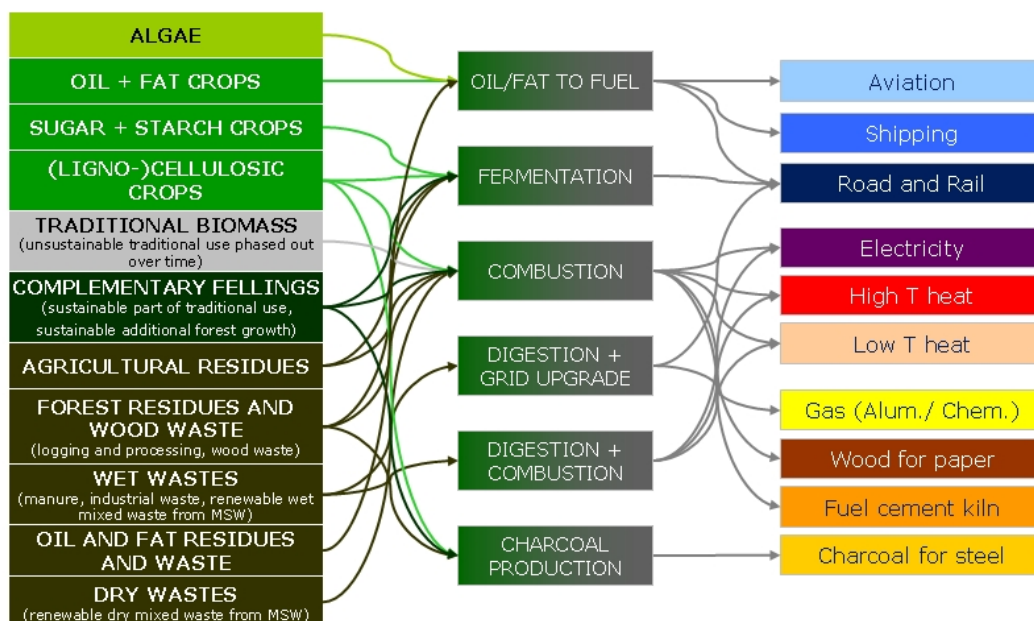 ALGAE
OIL + FAT CROPS
SUGAR + STARCH CROPS
(LIGNO-)CELLULOSIC
CROPS
TRADITIONAL BIOMASS
(unsustainable traditional use phased out
over time)
COMPLEMENTARY FELLINGS
(sustainable part of traditional use,
sustainable additional forest growth)
AGRICULTURAL RESIDUES
FOREST RESIDUES AND
WOOD WASTE
(logging and processing, wood waste)
WET WASTES
(manure, industrial waste, renewable wet
mixed waste from MSW)
OIL AND FAT RESIDUES
AND WASTE
DRY WASTES
(renewable dry mixed waste from MSW)
OIL/FAT TO FUEL
FERMENTATION
COMBUSTION
DIGESTION +
GRID UPGRADE
DIGESTION +
COMBUSTION
CHARCOAL
PRODUCTION
Aviation
Shipping
Road and Rail
Electricity
High T heat
Low T heat
Gas (Alum./ Chem.)
Wood for paper
Fuel cement kiln
Charcoal for steel